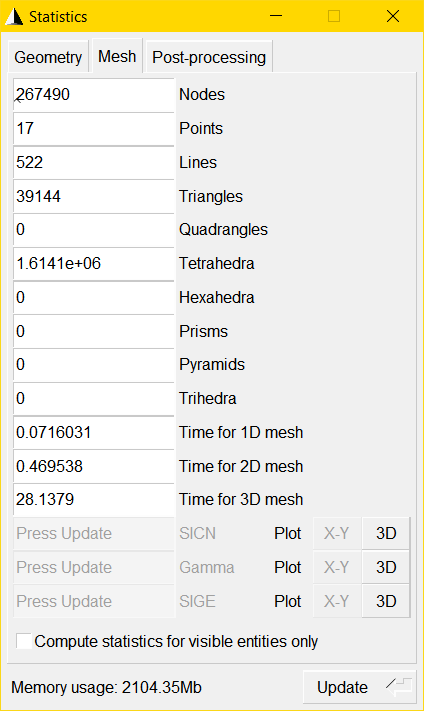 Statistics
Geometry Mesh Post-processing
267490 Nodes
17 Points
522 Lines
39144 Triangles
0 Quadrangles
1.6141e+06 Tetrahedra
0 Hexahedra
0 Prisms
0 Pyramids
0 Trihedra
0.0716031 Time for 1D mesh
0.469538 Time for 2D mesh
28.1379 Time for 3D mesh
Press Update SICN Plot X-Y 3D
Press Update Gamma Plot X-Y 3D
Press Update SIGE Plot X-Y 3D
Compute statistics for visible entities only
Memory usage: 2104.35Mb Update